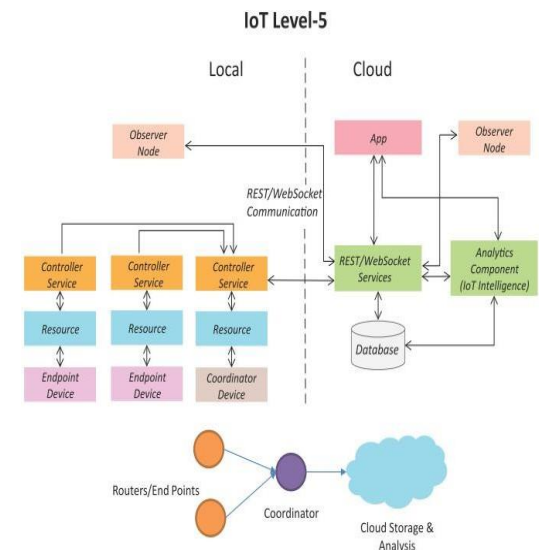 IoT Level-5
Local
Cloud
Observer
Node
App
Observer
Node
REST/WebSocket
Communication
Controller
Service
Controller
Service
Controller
Service
REST/WebSocket
Services
Analytics
Component
(IoT Intelligence)
Resource
Resource
Resource
Database
Endpoint
Device
Endpoint
Device
Coordinator
Device
Routers/End Points
Coordinator
Cloud Storage &
Analysis